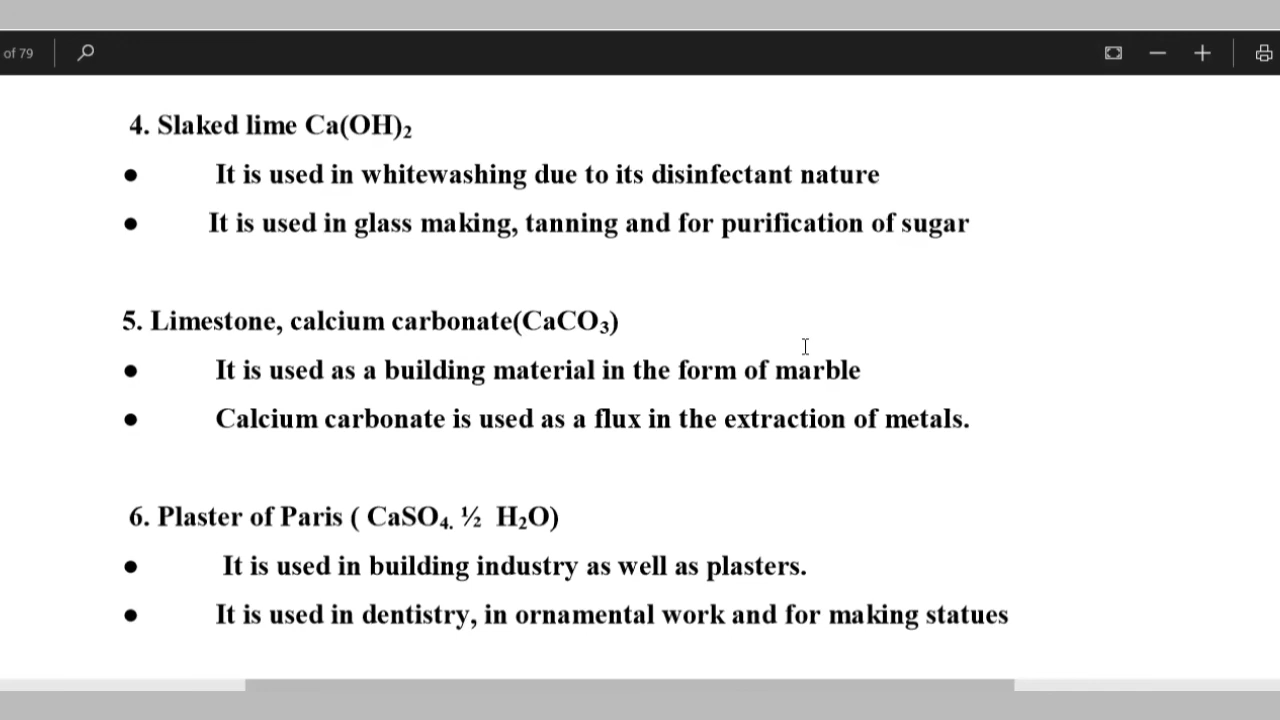 of 79
4. Slaked lime Ca(OH)₂
● It is used in whitewashing due to its disinfectant nature
● It is used in glass making, tanning and for purification of sugar
5. Limestone, calcium carbonate(CaCO₃)
● It is used as a building material in the form of marble
● Calcium carbonate is used as a flux in the extraction of metals.
6. Plaster of Paris ( CaSO₄. ½ H₂O)
● It is used in building industry as well as plasters.
● It is used in dentistry, in ornamental work and for making statues